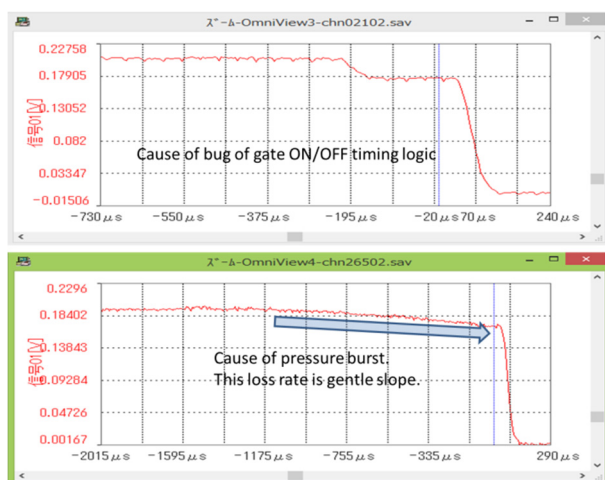 ズーム-OmniView3-chn02102.sav
0.22758
0.17905
0.13052
0.082
0.03347
-0.01506
信号01[V]
Cause of bug of gate ON/OFF timing logic
-730μs -550μs -375μs -195μs -20μs 70μs 240μs
ズーム-OmniView4-chn26502.sav
0.2296
0.18402
0.13843
0.09284
0.04726
0.00167
信号01[V]
Cause of pressure burst.
This loss rate is gentle slope.
-2015μs -1595μs -1175μs -755μs -335μs 290μs